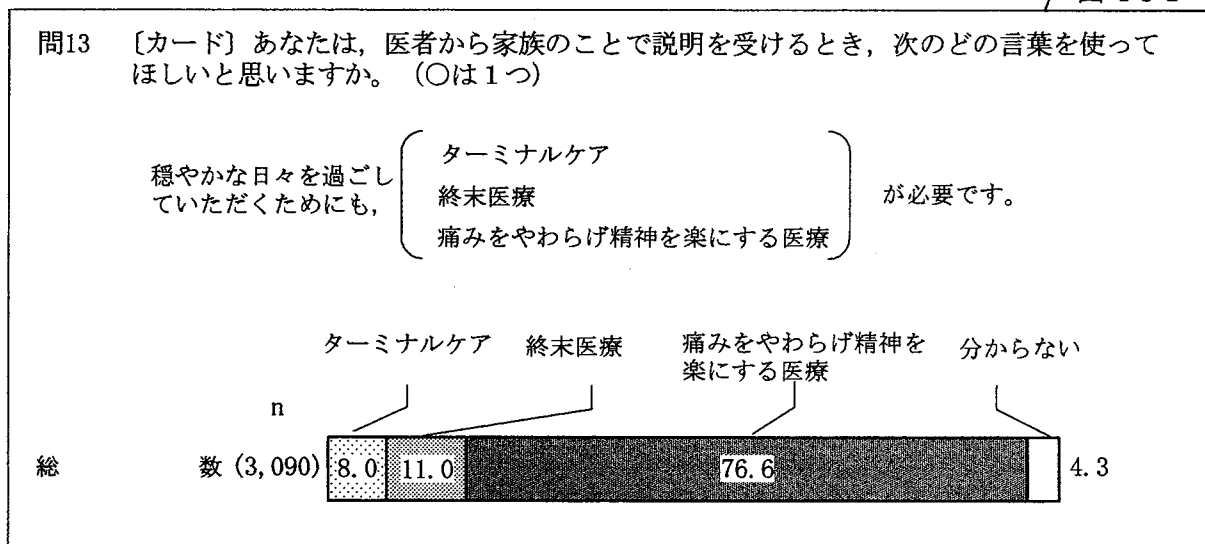 問13 〔カード〕あなたは，医者から家族のことで説明を受けるとき，次のどの言葉を使って
ほしいと思いますか。（○は１つ）
穏やかな日々を過ごし
ていただくためにも，
ターミナルケア
終末医療
痛みをやわらげ精神を楽にする医療
が必要です。
ターミナルケア 終末医療 痛みをやわらげ精神を
楽にする医療 分からない
n
総 数 (3,090) 8.0 11.0 76.6 4.3